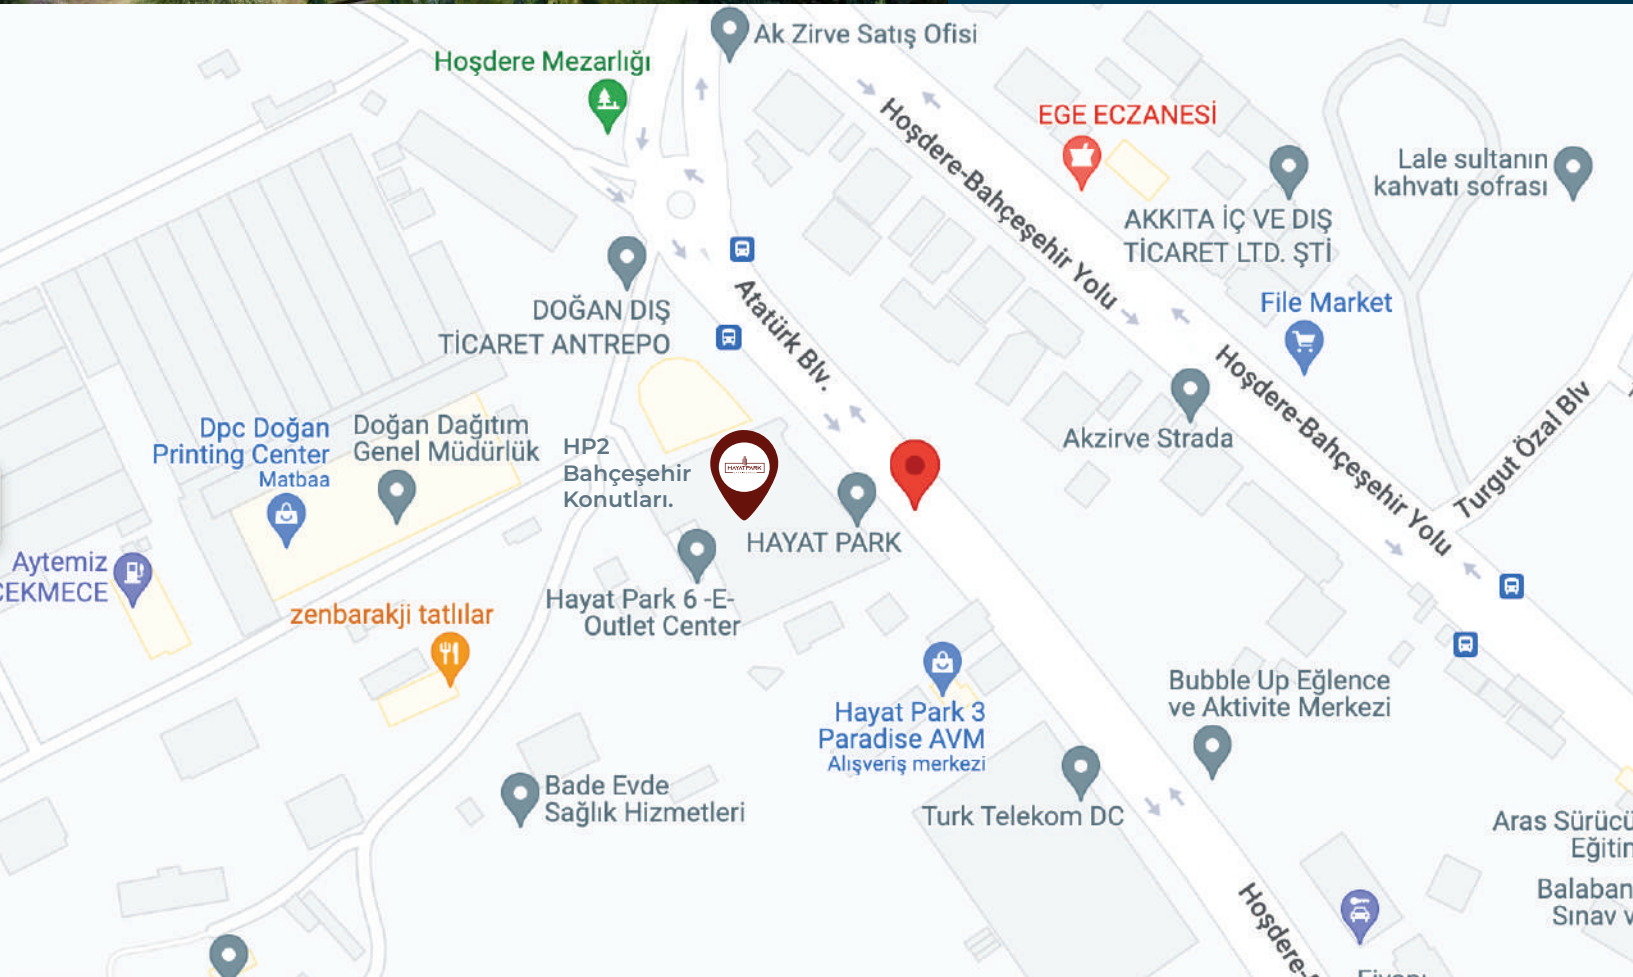 Ak Zirve Satış Ofisi
Hoşdere Mezarlığı
Hoşdere-Bahçeşehir Yolu
EGE ECZANESİ
Lale sultanın
kahvatı sofrası
AKKITA İÇ VE DIŞ
TİCARET LTD. ŞTİ
DOĞAN DIŞ
TİCARET ANTREPO
Atatürk Blv.
File Market
Hoşdere-Bahçeşehir Yolu
Turgut Özal Blv
Akzirve Strada
Dpc Doğan
Printing Center
Matbaa
Doğan Dağıtım
Genel Müdürlük
HP2
Bahçeşehir
Konutları.
HAYAT PARK
HAYAT PARK
Aytemiz
ÇEKMECE
zenbarakji tatlılar
Hayat Park 6 -E-
Outlet Center
Hayat Park 3
Paradise AVM
Alışveriş merkezi
Bubble Up Eğlence
ve Aktivite Merkezi
Bade Evde
Sağlık Hizmetleri
Turk Telekom DC
Aras Sürücü
Eğitin
Balaban
Sınav v
Hoşdere-